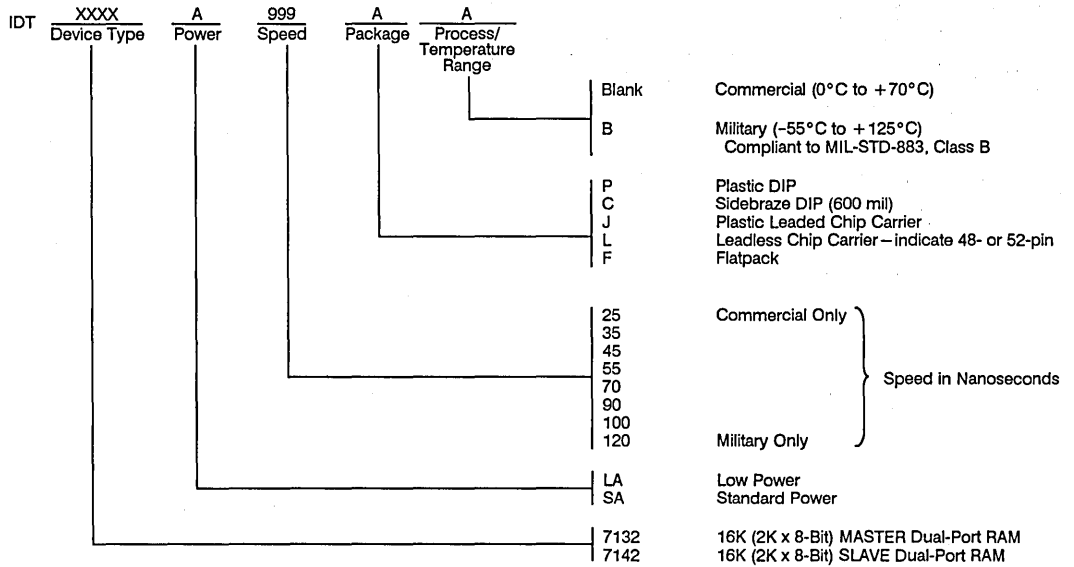 IDT XXXX A 999 A A
Device Type Power Speed Package Process/
Temperature
Range
Blank Commercial (0°C to +70°C)
B Military (–55°C to +125°C)
Compliant to MIL-STD-883, Class B
P Plastic DIP
C Sidebraze DIP (600 mil)
J Plastic Leaded Chip Carrier
L Leadless Chip Carrier—indicate 48- or 52-pin
F Flatpack
25 Commercial Only
35
45
55
70 Speed in Nanoseconds
90
100
120 Military Only
LA Low Power
SA Standard Power
7132 16K (2K x 8-Bit) MASTER Dual-Port RAM
7142 16K (2K x 8-Bit) SLAVE Dual-Port RAM